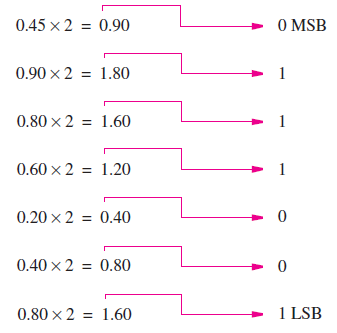 0.45 × 2 = 0.90 0 MSB
0.90 × 2 = 1.80 1
0.80 × 2 = 1.60 1
0.60 × 2 = 1.20 1
0.20 × 2 = 0.40 0
0.40 × 2 = 0.80 0
0.80 × 2 = 1.60 1 LSB